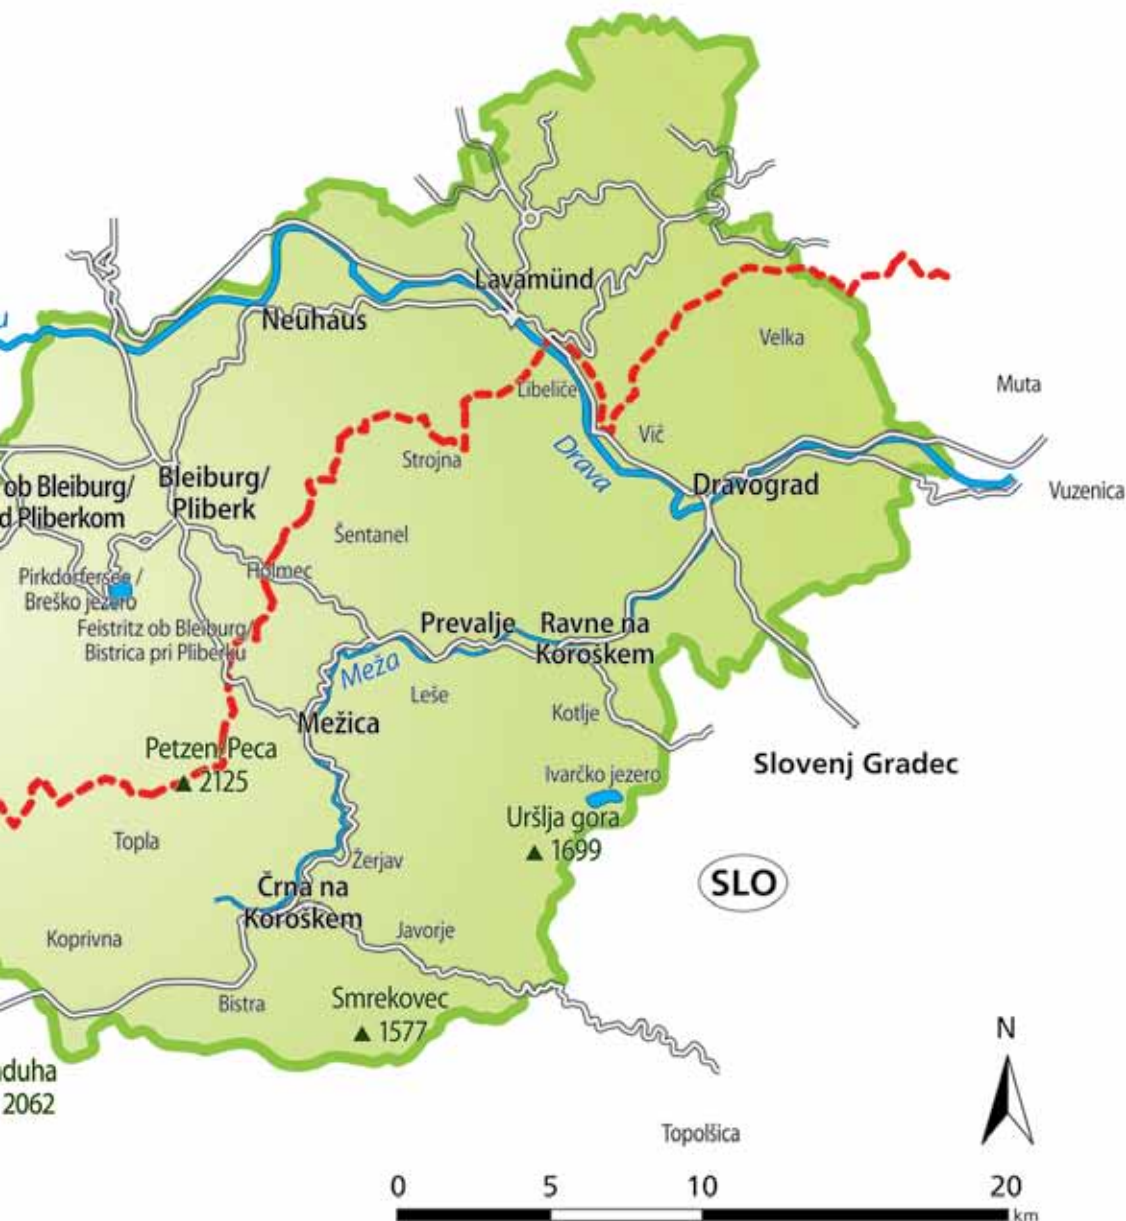 Lavamünd
Neuhaus
Velka
Muta
Libeliče
Vič
Strojna
Drava
ob Bleiburg/
d Pliberkom
Bleiburg/
Pliberk
Dravograd
Vuzenica
Šentanel
Holmec
Pirkdorfersee /
Breško jezero
Feistritz ob Bleiburg/
Bistrica pri Pliberku
Prevalje
Ravne na
Koroškem
Meža
Leše
Mežica
Kotlje
Petzen/Peca
2125
Slovenj Gradec
Ivarčko jezero
Uršlja gora
1699
Topla
Žerjav
SLO
Črna na
Koroškem
Koprivna
Javorje
Bistra
Smrekovec
1577
N
duha
2062
Topolšica
0 5 10 20
km